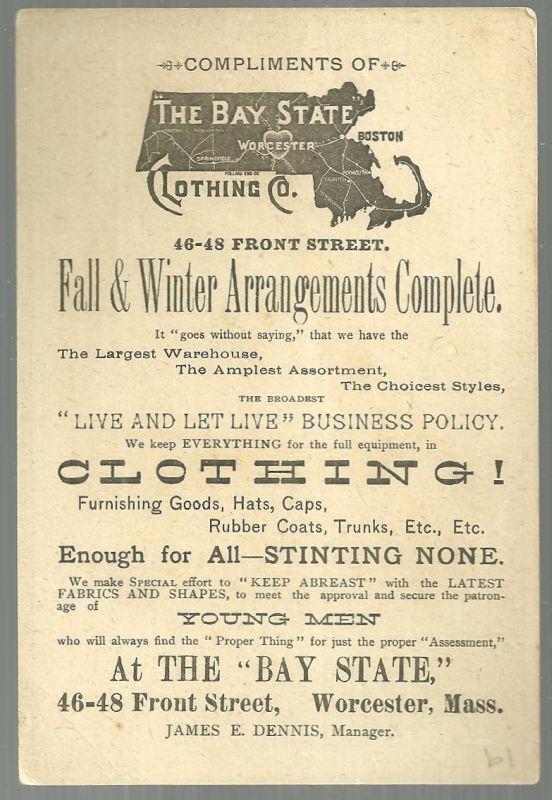 COMPLIMENTS OF
"THE BAY STATE
BOSTON
WORCESTER
SPRINGFIELD
PLYMOUTH
TAUNTON
CLOTHING CO.
46-48 FRONT STREET.
Fall & Winter Arrangements Complete.
It "goes without saying," that we have the
The Largest Warehouse,
The Amplest Assortment,
The Choicest Styles,
THE BROADEST
"LIVE AND LET LIVE" BUSINESS POLICY.
We keep EVERYTHING for the full equipment, in
CLOTHING!
Furnishing Goods, Hats, Caps,
Rubber Coats, Trunks, Etc., Etc.
Enough for All—STINTING NONE.
We make SPECIAL effort to "KEEP ABREAST" with the LATEST
FABRICS AND SHAPES, to meet the approval and secure the patron-
age of
YOUNG MEN
who will always find the "Proper Thing" for just the proper "Assessment,"
At THE "BAY STATE,"
46-48 Front Street, Worcester, Mass.
JAMES E. DENNIS, Manager.